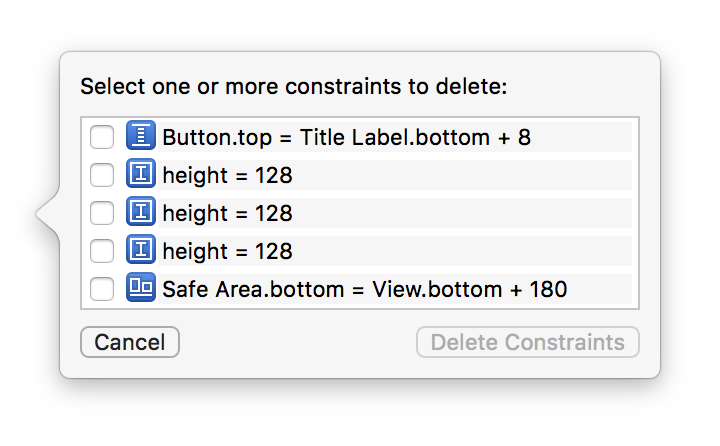 Select one or more constraints to delete:
Button.top = Title Label.bottom + 8
height = 128
height = 128
height = 128
Safe Area.bottom = View.bottom + 180
Cancel
Delete Constraints